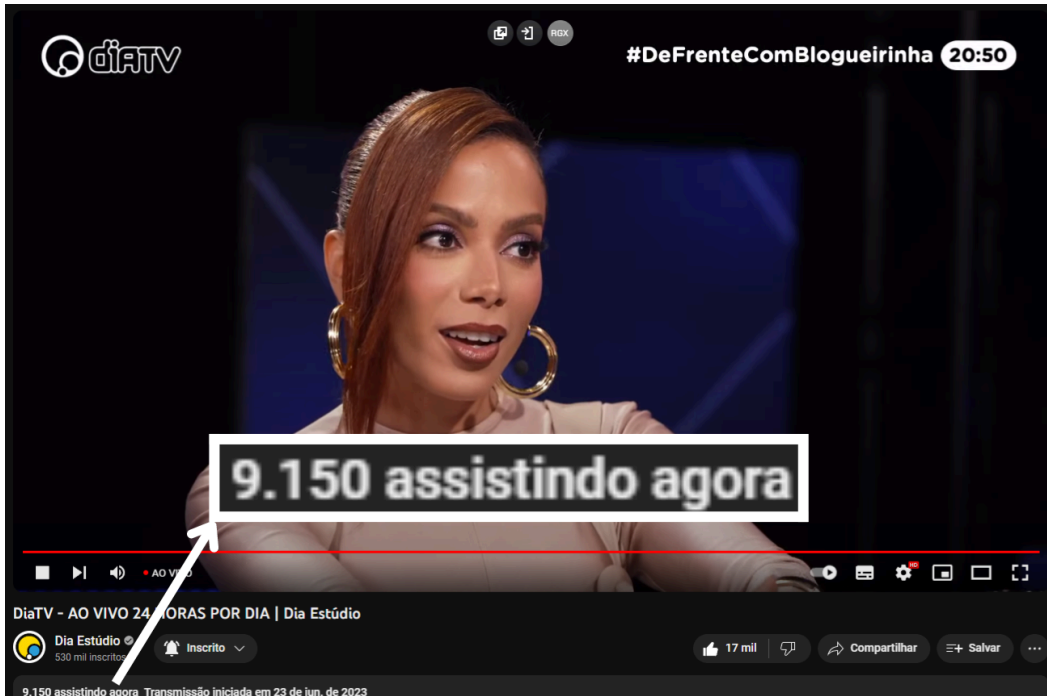 diaTV
RGX
#DeFrenteComBlogueirinha 20:50
9.150 assistindo agora
AO VIVO
HD
DiaTV - AO VIVO 24 HORAS POR DIA | Dia Estúdio
Dia Estúdio
530 mil inscritos
Inscrito
17 mil
Compartilhar
Salvar
9.150 assistindo agora Transmissão iniciada em 23 de jun. de 2023